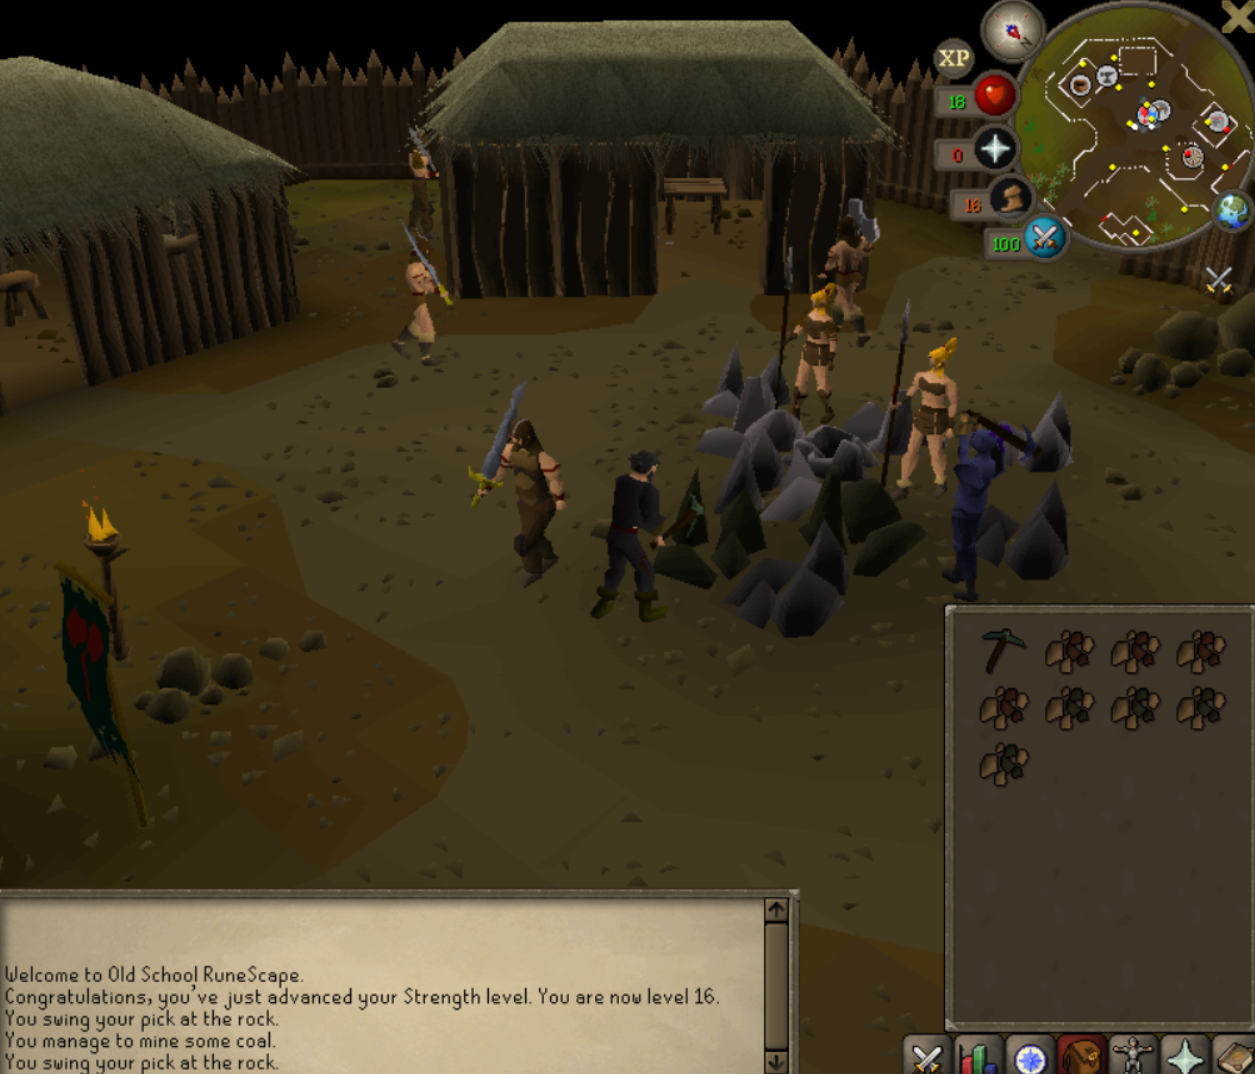 XP
18
0
16
100
Welcome to Old School RuneScape.
Congratulations, you've just advanced your Strength level. You are now level 16.
You swing your pick at the rock.
You manage to mine some coal.
You swing your pick at the rock.